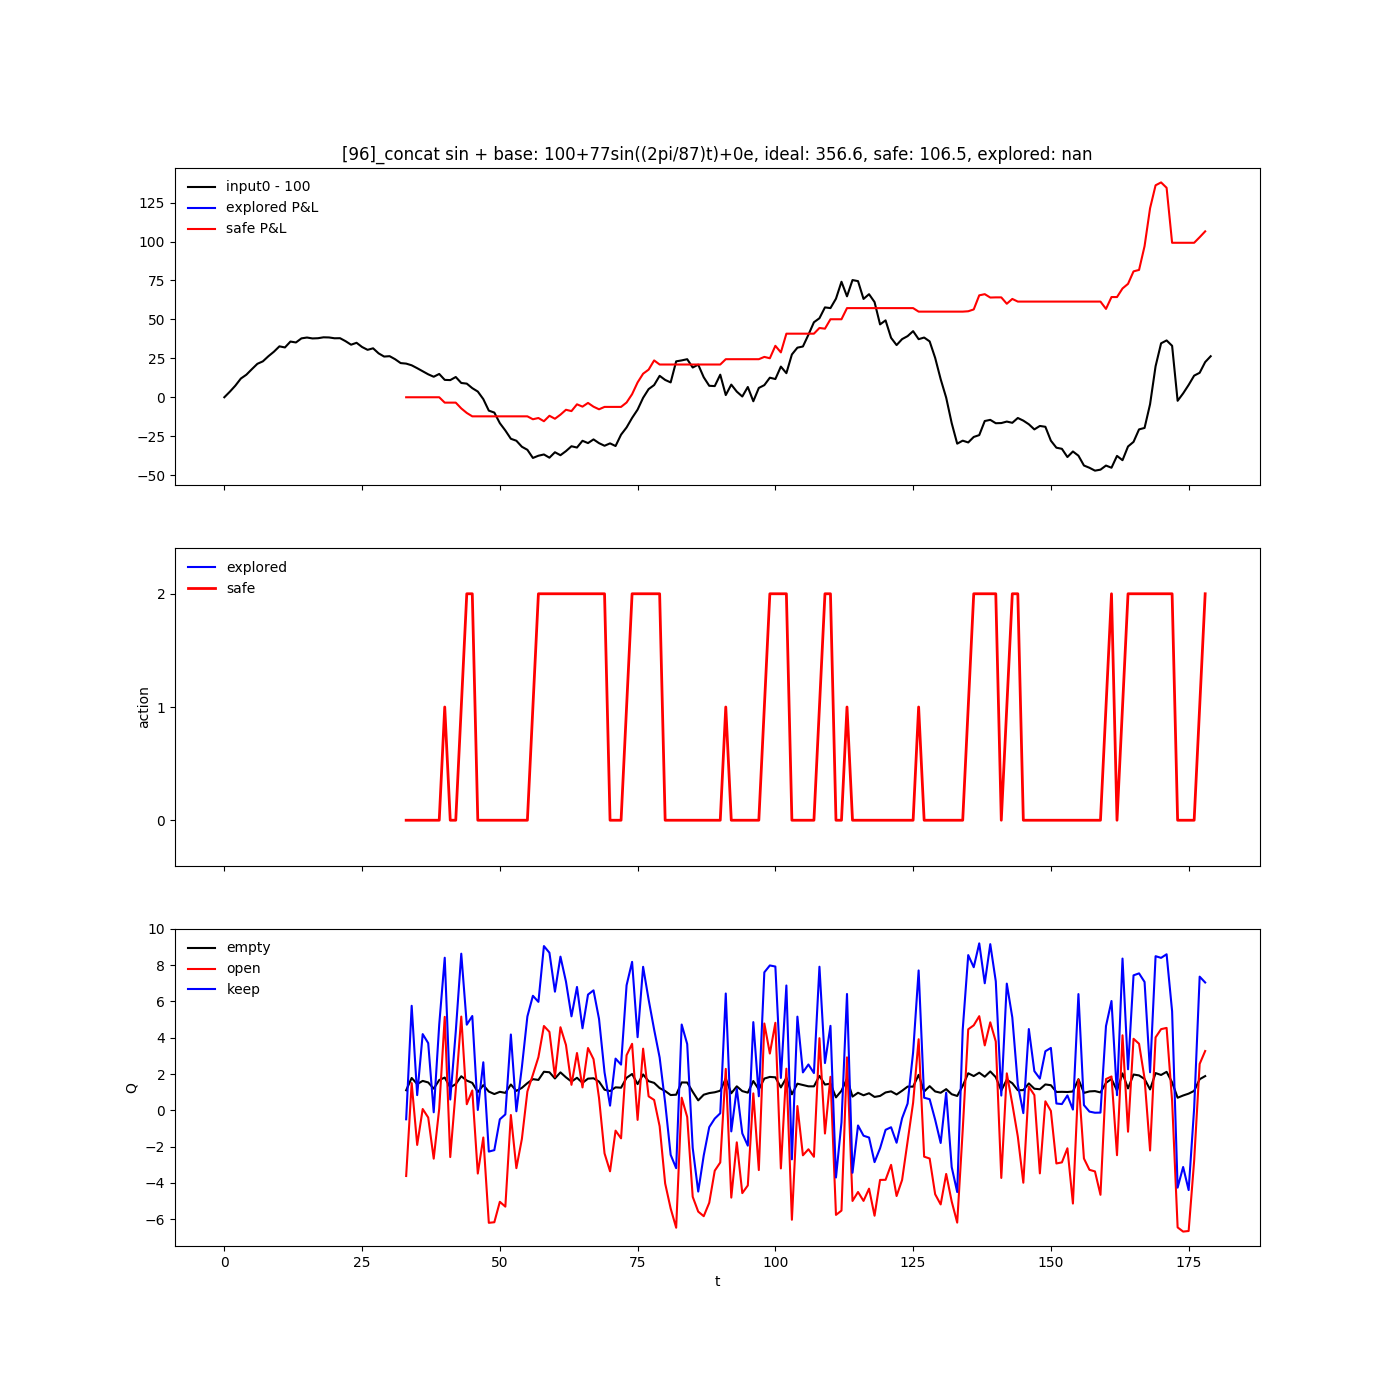 [96]_concat sin + base: 100+77sin((2pi/87)t)+0e, ideal: 356.6, safe: 106.5, explored: nan
input0 - 100
explored P&L
safe P&L
125
100
75
50
25
0
−25
−50
explored
safe
2
1
0
action
empty
open
keep
10
8
6
4
2
0
−2
−4
−6
Q
0 25 50 75 100 125 150 175
t